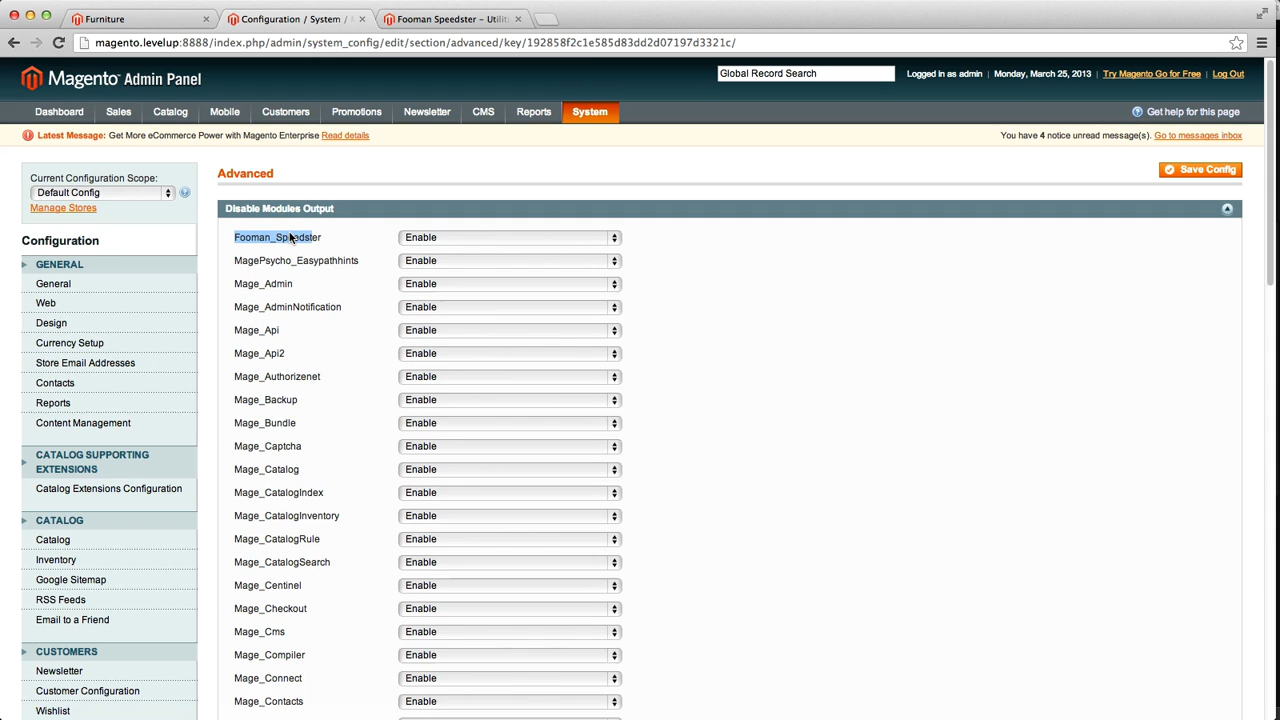 Furniture
Configuration / System /
Fooman Speedster - Utilit
magento.levelup:8888/index.php/admin/system_config/edit/section/advanced/key/192858f2c1e585d83dd2d07197d3321c/
Magento Admin Panel
Global Record Search
Logged in as admin
Monday, March 25, 2013
Try Magento Go for Free
Log Out
Dashboard
Sales
Catalog
Mobile
Customers
Promotions
Newsletter
CMS
Reports
System
Get help for this page
Latest Message: Get More eCommerce Power with Magento Enterprise Read details
You have 4 notice unread message(s). Go to messages inbox
Current Configuration Scope:
Default Config
Manage Stores
Configuration
GENERAL
General
Web
Design
Currency Setup
Store Email Addresses
Contacts
Reports
Content Management
CATALOG SUPPORTING
EXTENSIONS
Catalog Extensions Configuration
CATALOG
Catalog
Inventory
Google Sitemap
RSS Feeds
Email to a Friend
CUSTOMERS
Newsletter
Customer Configuration
Wishlist
Advanced
Save Config
Disable Modules Output
Fooman_Speedster Enable
MagePsycho_Easypathhints Enable
Mage_Admin Enable
Mage_AdminNotification Enable
Mage_Api Enable
Mage_Api2 Enable
Mage_Authorizenet Enable
Mage_Backup Enable
Mage_Bundle Enable
Mage_Captcha Enable
Mage_Catalog Enable
Mage_CatalogIndex Enable
Mage_CatalogInventory Enable
Mage_CatalogRule Enable
Mage_CatalogSearch Enable
Mage_Centinel Enable
Mage_Checkout Enable
Mage_Cms Enable
Mage_Compiler Enable
Mage_Connect Enable
Mage_Contacts Enable